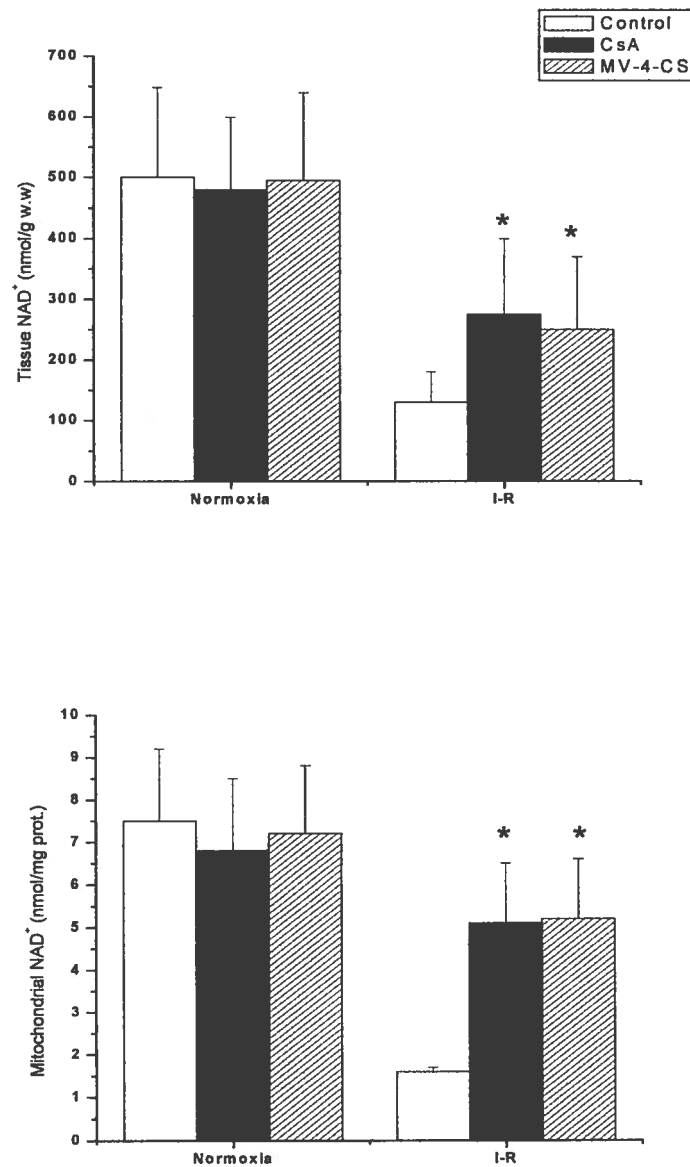 Control
CsA
MV-4-CS
700
600
500
400
300
200
100
0
Tissue NAD⁺ (nmol/g w.w)
Normoxia
I-R
*
*
10
9
8
7
6
5
4
3
2
1
0
Mitochondrial NAD⁺ (nmol/mg prot.)
Normoxia
I-R
*
*